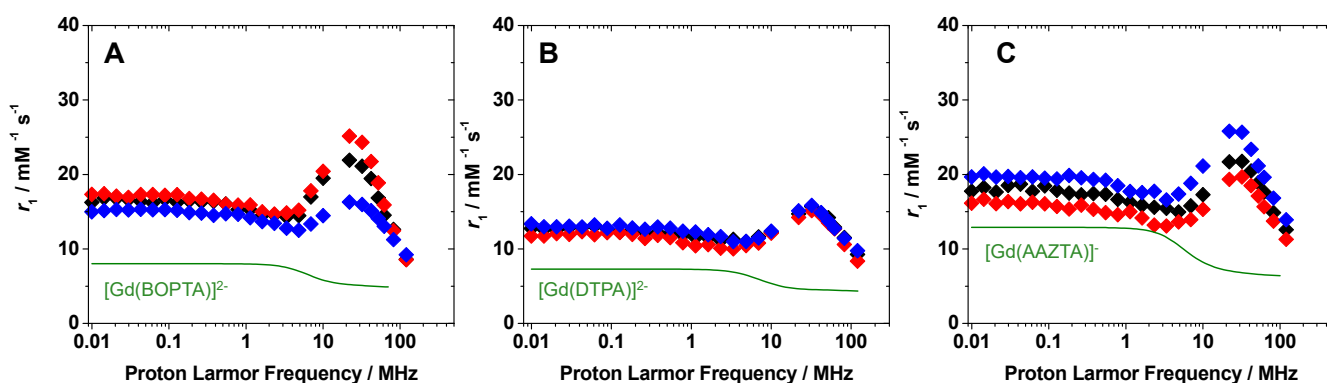 A
40
30
20
10
0
r₁ / mM ⁻¹ s⁻¹
[Gd(BOPTA)]²⁻
0.01 0.1 1 10 100
Proton Larmor Frequency / MHz
B
40
30
20
10
0
r₁ / mM ⁻¹ s⁻¹
[Gd(DTPA)]²⁻
0.01 0.1 1 10 100
Proton Larmor Frequency / MHz
C
40
30
20
10
0
r₁ / mM ⁻¹ s⁻¹
[Gd(AAZTA)]⁻
0.01 0.1 1 10 100
Proton Larmor Frequency / MHz